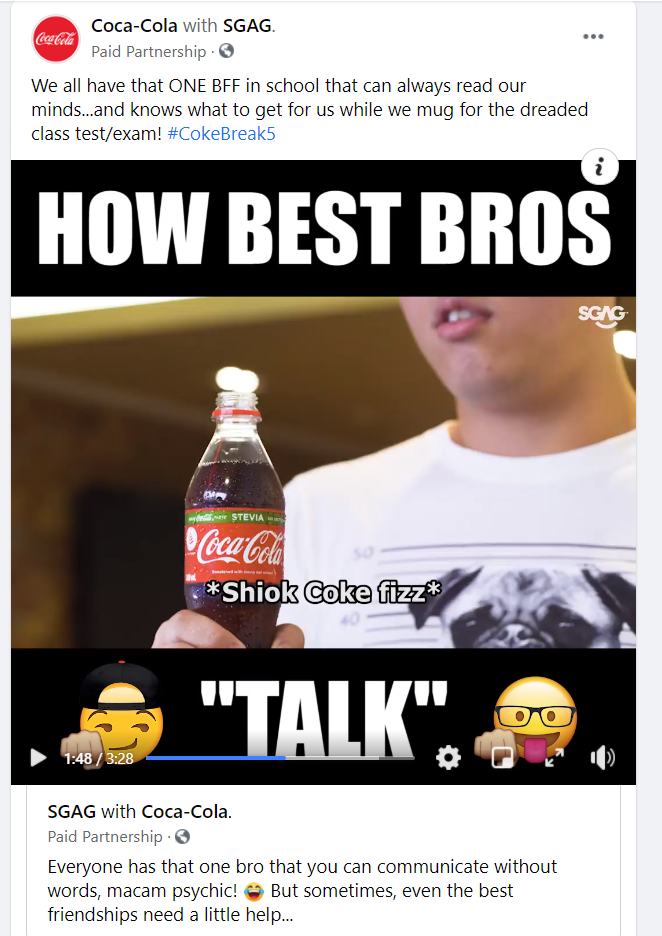 Coca-Cola with SGAG.
Paid Partnership ·
We all have that ONE BFF in school that can always read our
minds...and knows what to get for us while we mug for the dreaded
class test/exam! #CokeBreak5
HOW BEST BROS
SGAG
STEVIA
Coca-Cola
50
*Shiok Coke fizz*
40
"TALK"
1:48 / 3:28
SGAG with Coca-Cola.
Paid Partnership ·
Everyone has that one bro that you can communicate without
words, macam psychic! 😂 But sometimes, even the best
friendships need a little help...